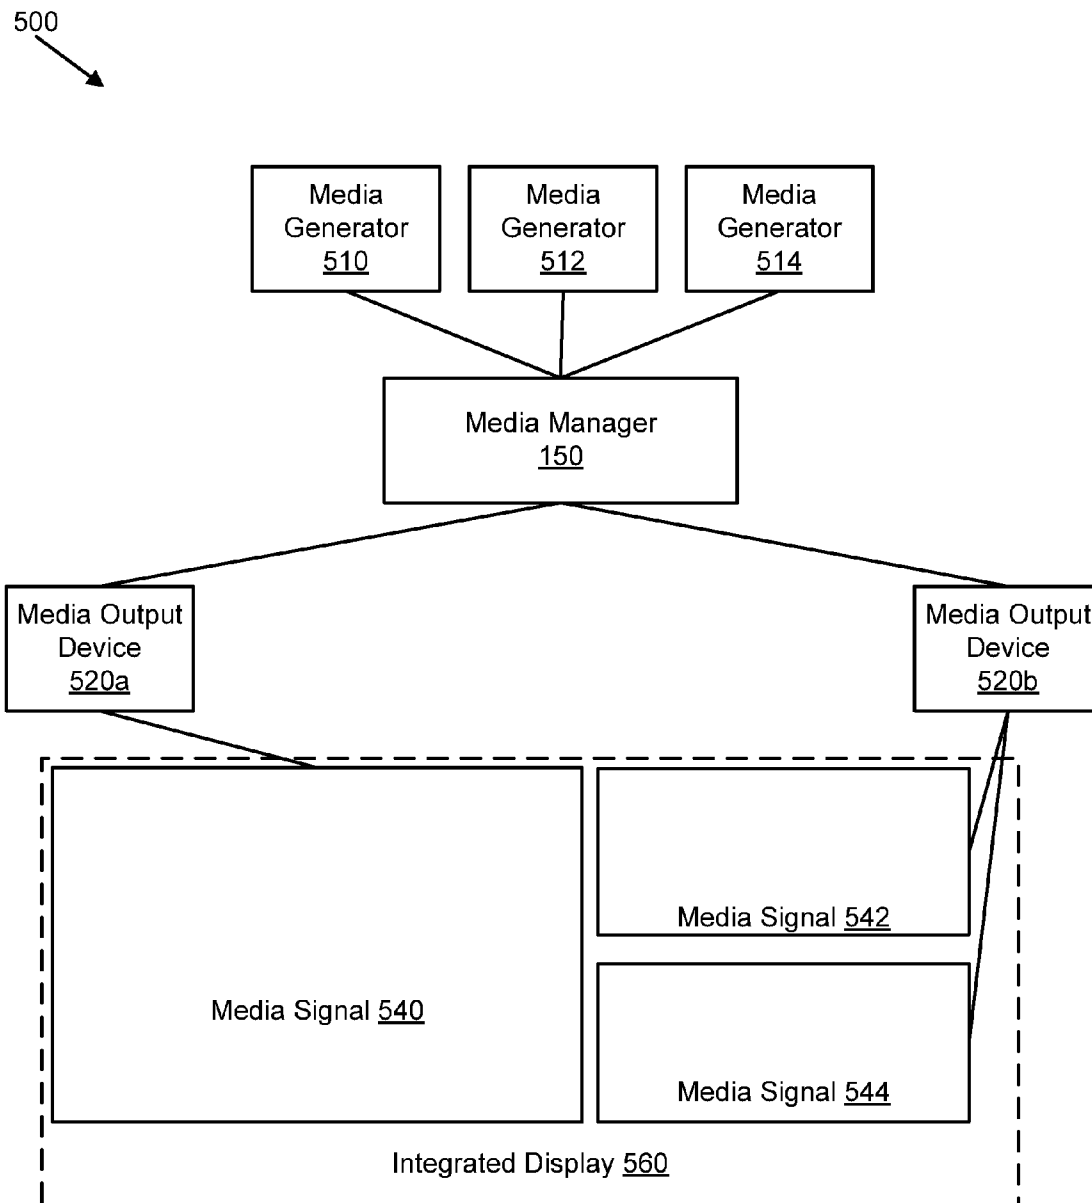 500
Media
Generator
510
Media
Generator
512
Media
Generator
514
Media Manager
150
Media Output
Device
520a
Media Output
Device
520b
Media Signal 542
Media Signal 540
Media Signal 544
Integrated Display 560